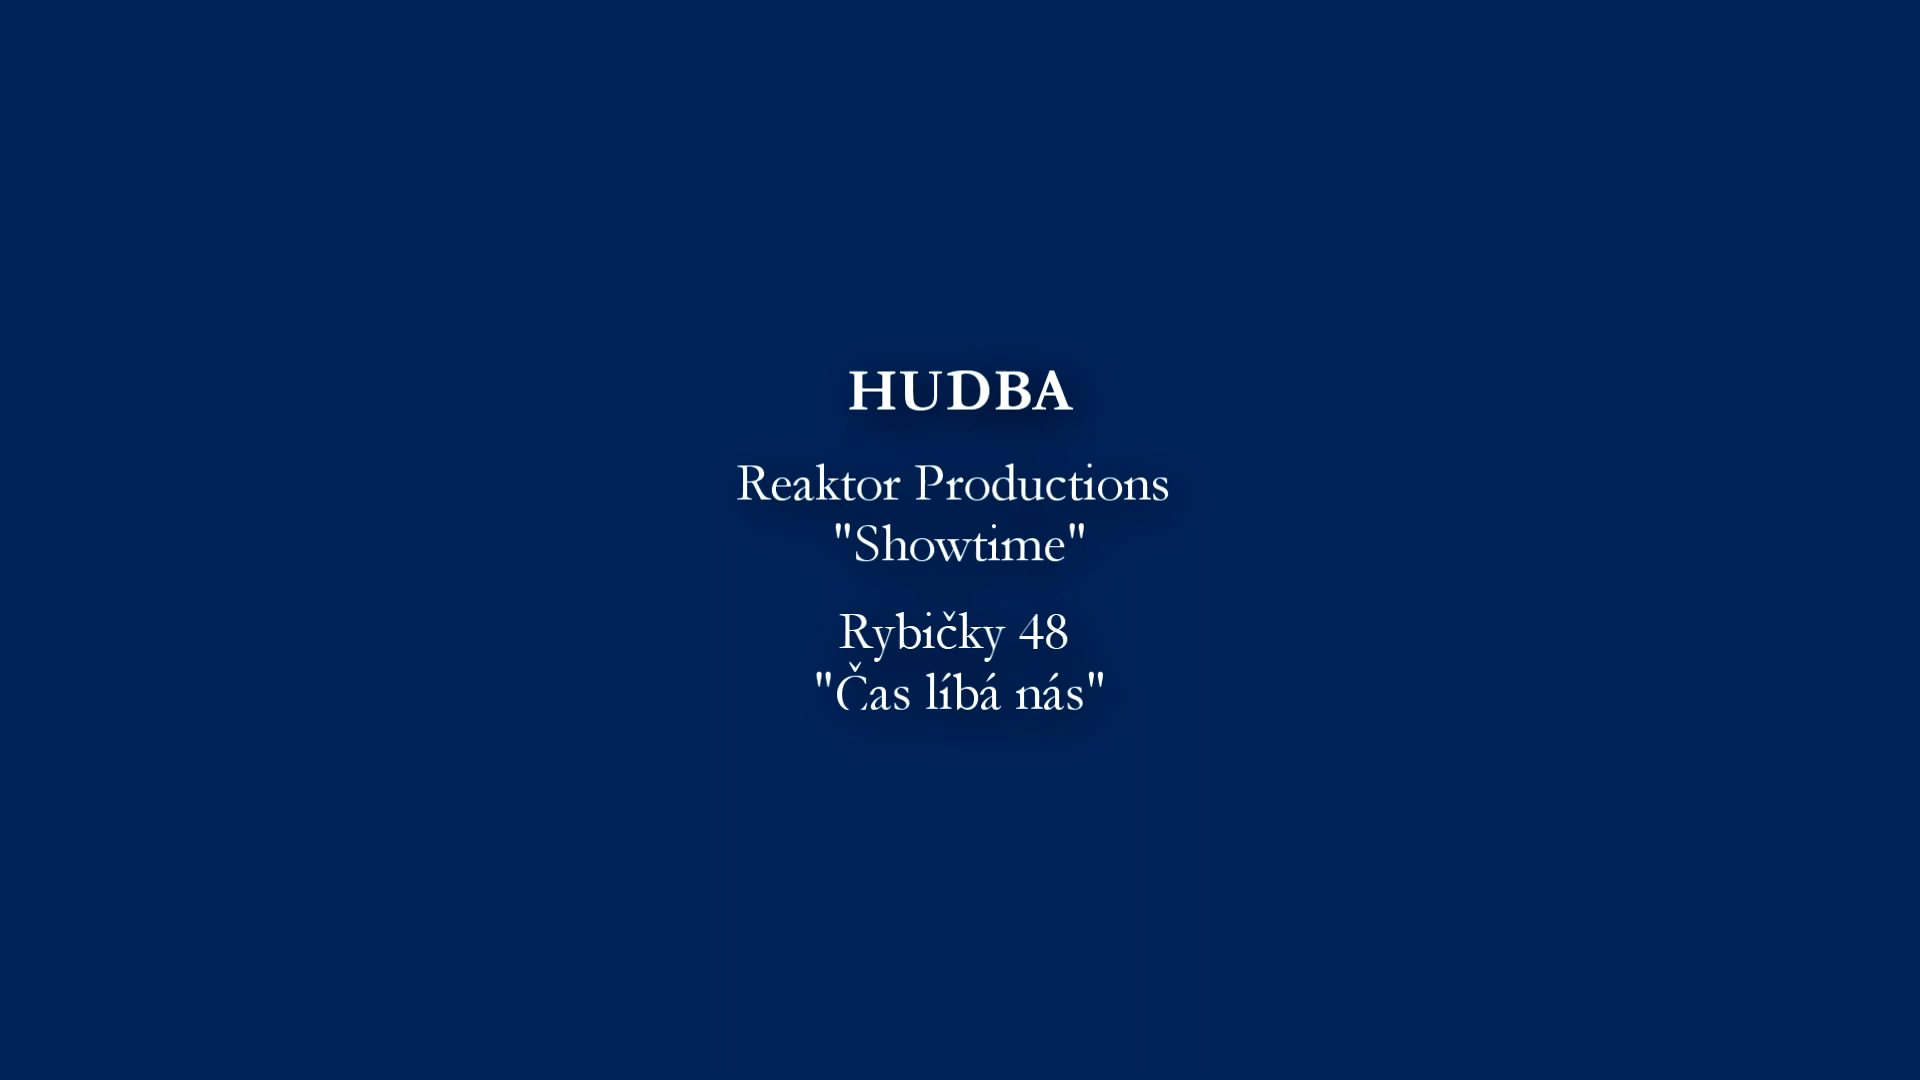 HUDBA
Reaktor Productions
"Showtime"
Rybičky 48
"Čas líbá nás"